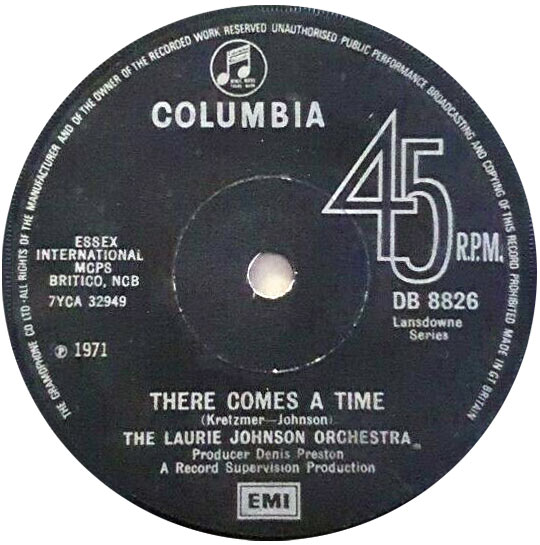 THE GRAMOPHONE CO LTD · ALL RIGHTS OF THE MANUFACTURER AND OF THE OWNER OF THE RECORDED WORK RESERVED UNAUTHORISED PUBLIC PERFORMANCE BROADCASTING AND COPYING OF THIS RECORD PROHIBITED MADE IN GT BRITAIN
COLUMBIA
45
R.P.M.
ESSEX
INTERNATIONAL
MCPS
BRITICO, NCB
7YCA 32949
DB 8826
Lansdowne
Series
℗ 1971
THERE COMES A TIME
(Kretzmer—Johnson)
THE LAURIE JOHNSON ORCHESTRA
Producer Denis Preston
A Record Supervision Production
EMI